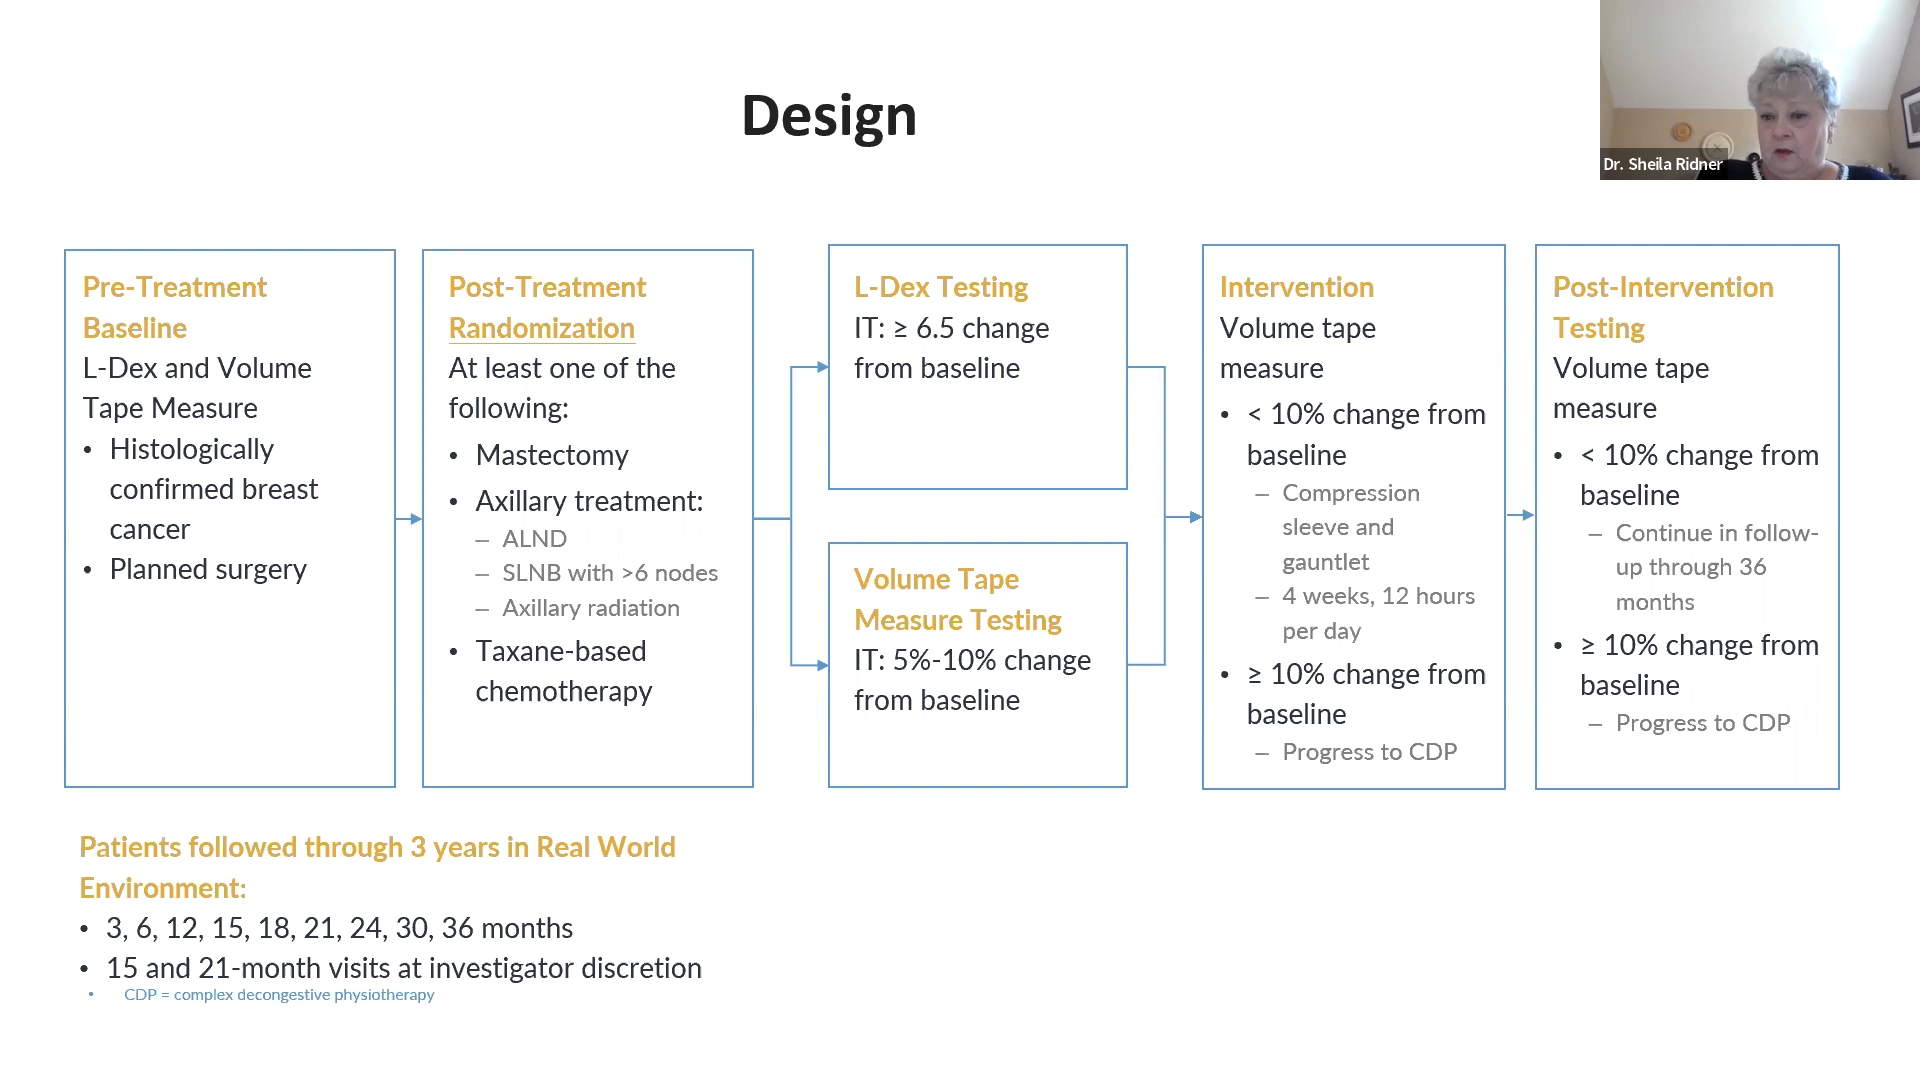 Design
Dr. Sheila Ridner
Pre-Treatment
Baseline
L-Dex and Volume
Tape Measure
• Histologically
confirmed breast
cancer
• Planned surgery
Post-Treatment
Randomization
At least one of the
following:
• Mastectomy
• Axillary treatment:
– ALND
– SLNB with >6 nodes
– Axillary radiation
• Taxane-based
chemotherapy
L-Dex Testing
IT: ≥ 6.5 change
from baseline
Volume Tape
Measure Testing
IT: 5%-10% change
from baseline
Intervention
Volume tape
measure
• < 10% change from
baseline
– Compression
sleeve and
gauntlet
– 4 weeks, 12 hours
per day
• ≥ 10% change from
baseline
– Progress to CDP
Post-Intervention
Testing
Volume tape
measure
• < 10% change from
baseline
– Continue in follow-
up through 36
months
• ≥ 10% change from
baseline
– Progress to CDP
Patients followed through 3 years in Real World
Environment:
• 3, 6, 12, 15, 18, 21, 24, 30, 36 months
• 15 and 21-month visits at investigator discretion
• CDP = complex decongestive physiotherapy